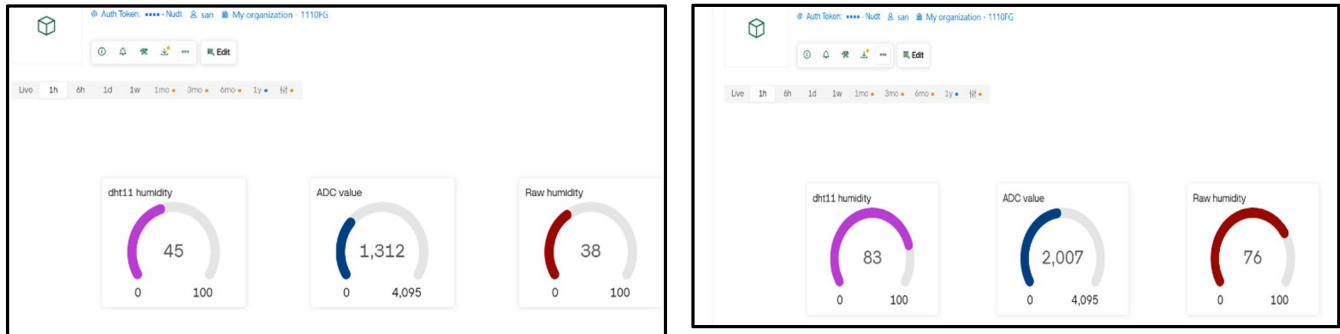 Auth Token: •••• - Nudt san My organization - 1110FG
Edit
Live 1h 6h 1d 1w 1mo 3mo 6mo 1y
dht11 humidity
45
0 100
ADC value
1,312
0 4,095
Raw humidity
38
0 100
Auth Token: •••• - Nudt san My organization - 1110FG
Edit
Live 1h 6h 1d 1w 1mo 3mo 6mo 1y
dht11 humidity
83
0 100
ADC value
2,007
0 4,095
Raw humidity
76
0 100